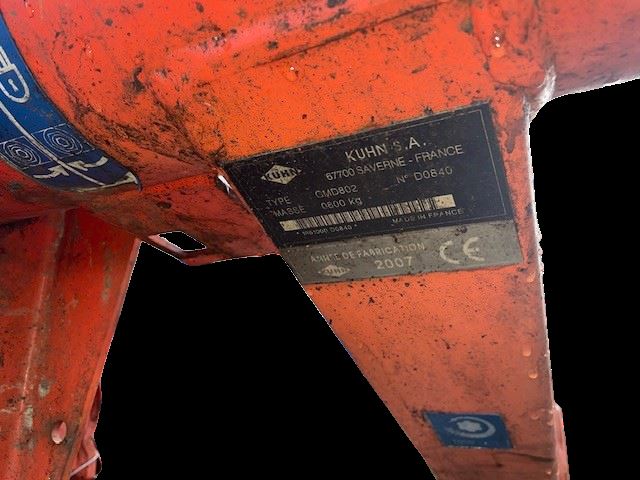 KUHN
KUHN S.A.
67700 SAVERNE - FRANCE
TYPE GMD802 N° D0840
MASSE 0800 Kg
MADE IN FRANCE
ANNEE DE FABRICATION
KUHN 2007 CE